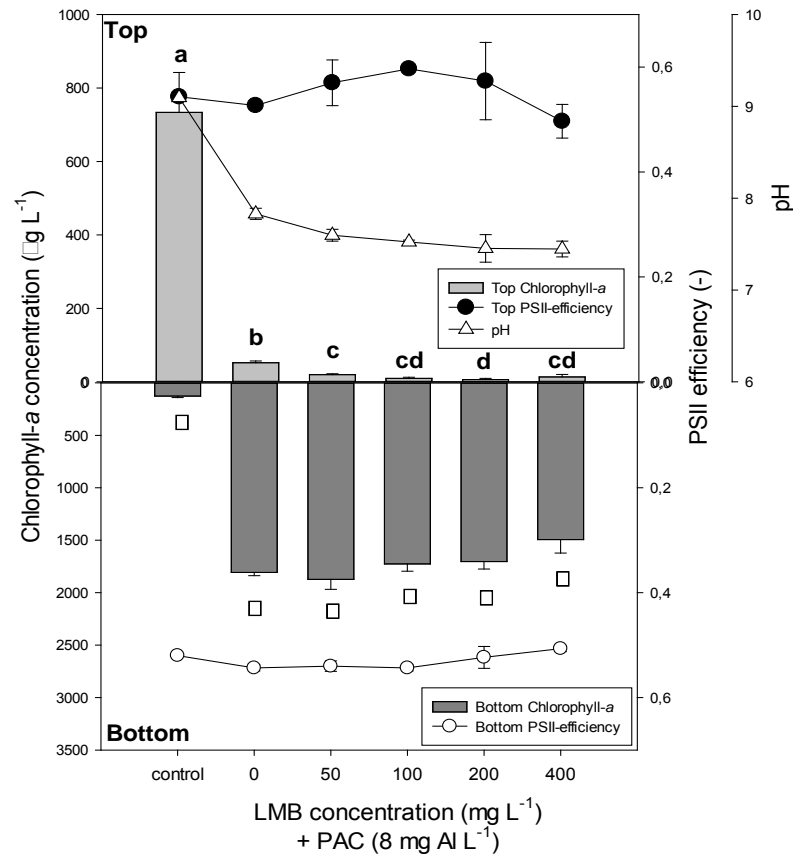 Top
1000
800
600
400
200
0
a
b
c
cd
d
cd
Top Chlorophyll-a
Top PSII-efficiency
pH
0,6
0,4
0,2
0,0
10
9
8
7
6
pH
Chlorophyll-a concentration (□g L⁻¹)
PSII efficiency (-)
500
1000
1500
2000
2500
3000
3500
□
□
□
□
□
□
0,2
0,4
0,6
Bottom Chlorophyll-a
Bottom PSII-efficiency
Bottom
control 0 50 100 200 400
LMB concentration (mg L⁻¹)
+ PAC (8 mg Al L⁻¹)